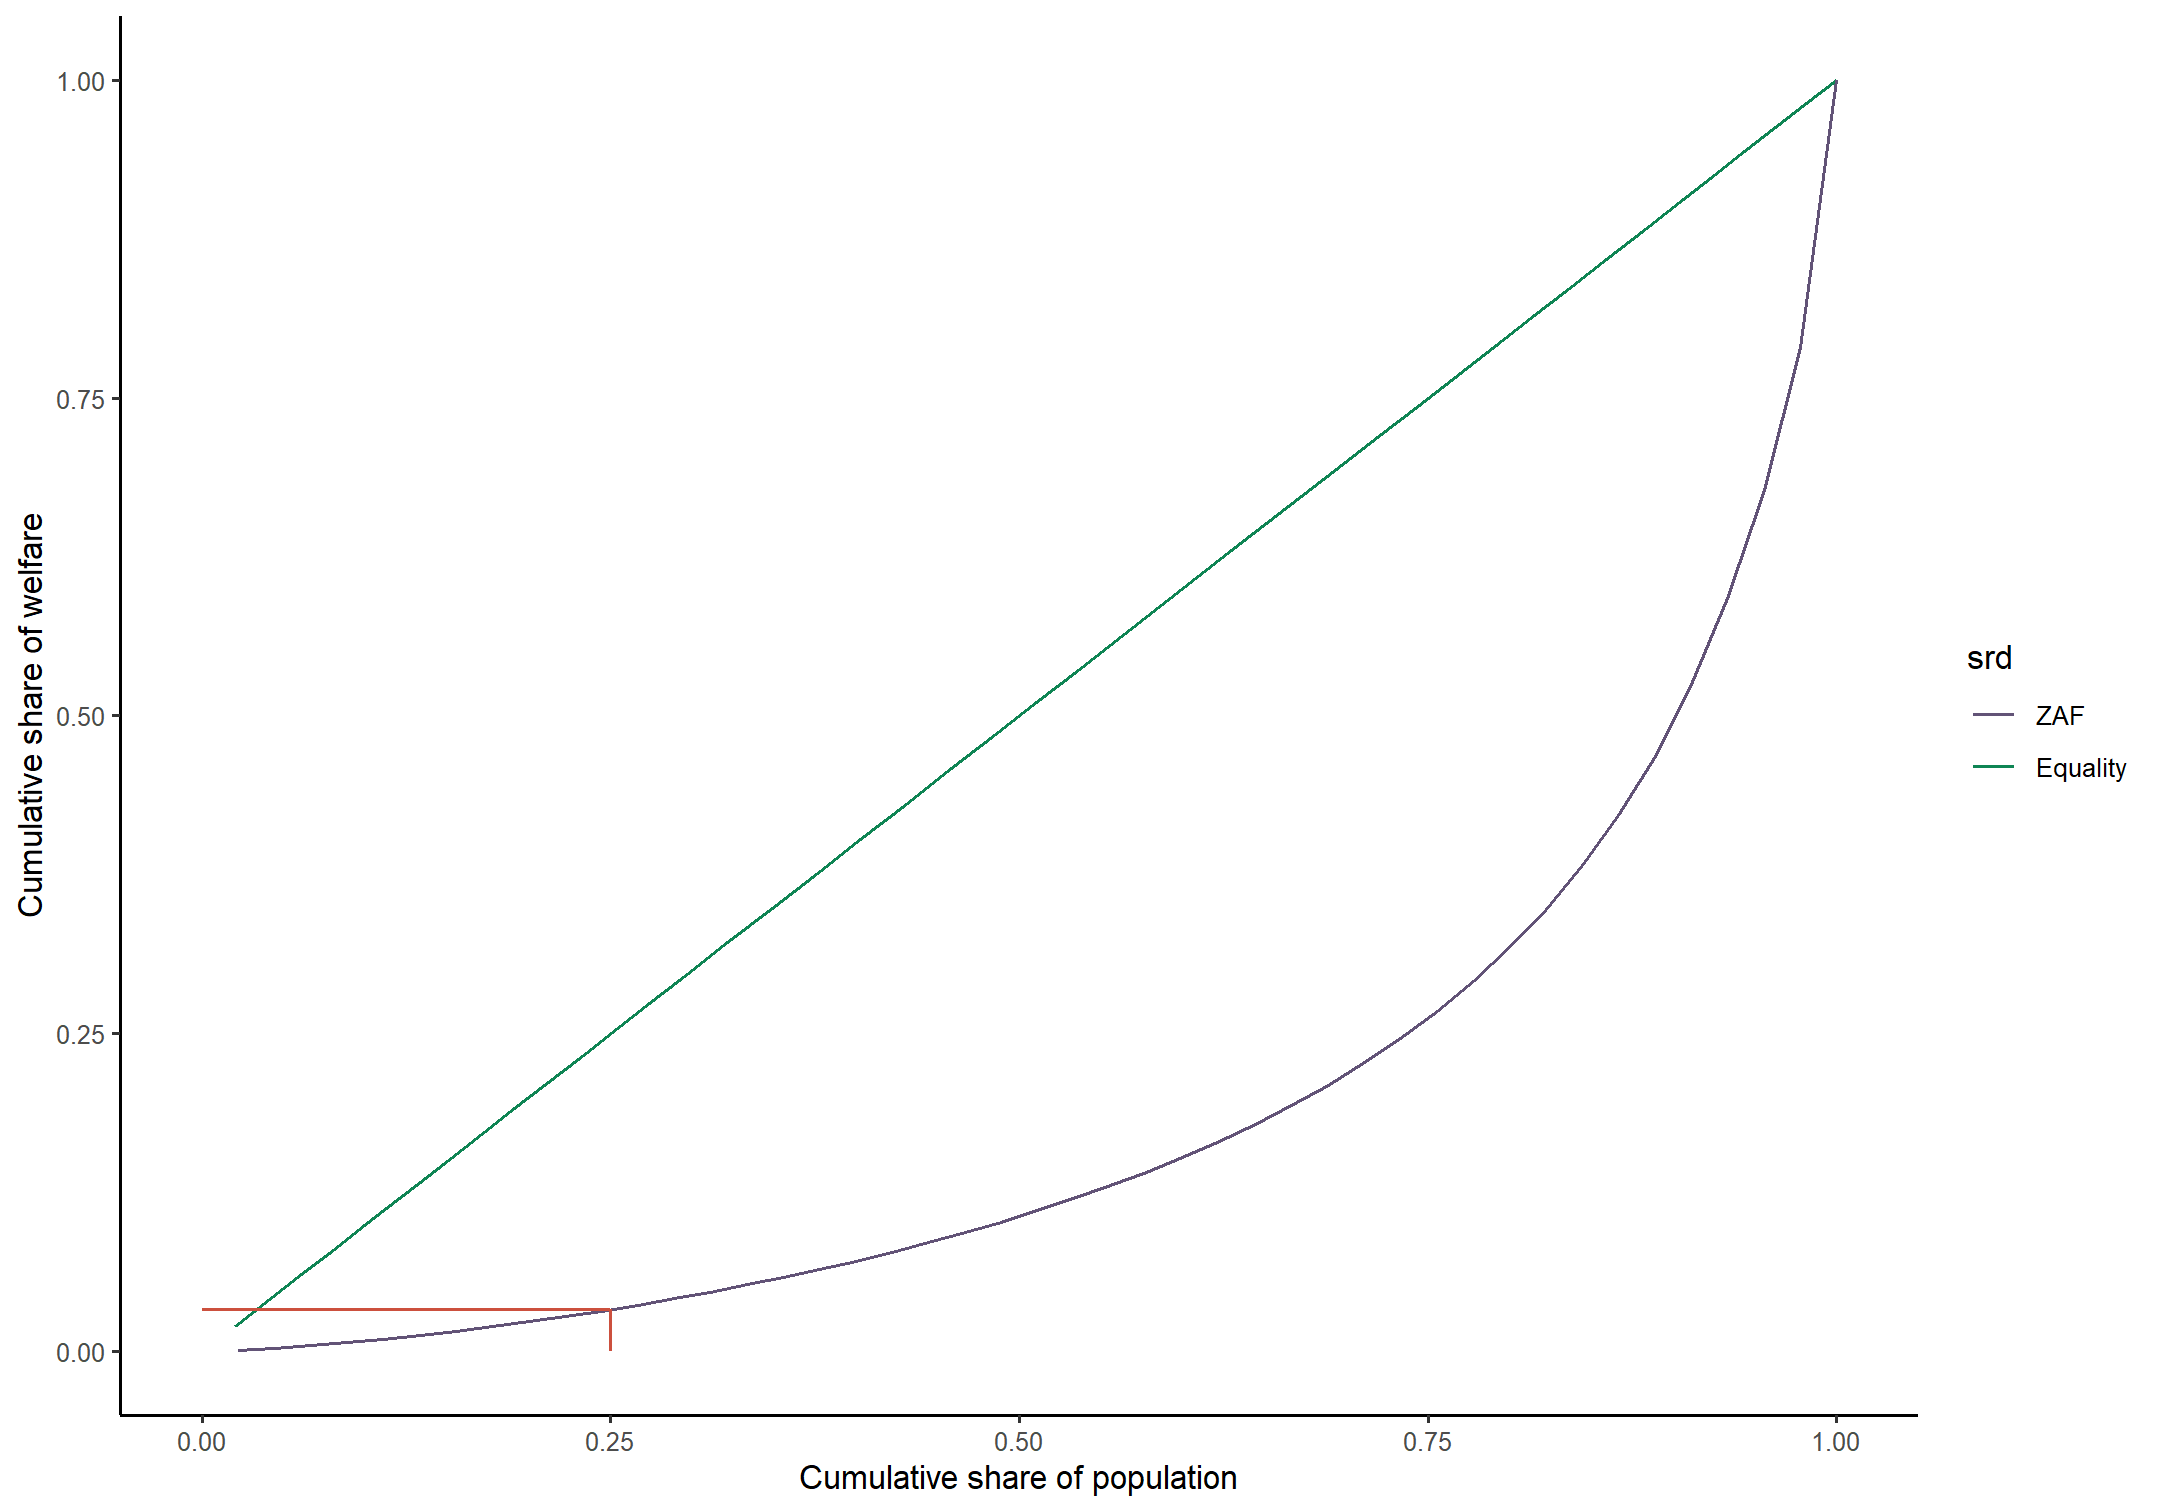 1.00
0.75
0.50
0.25
0.00
Cumulative share of welfare
0.00 0.25 0.50 0.75 1.00
Cumulative share of population
srd
ZAF
Equality